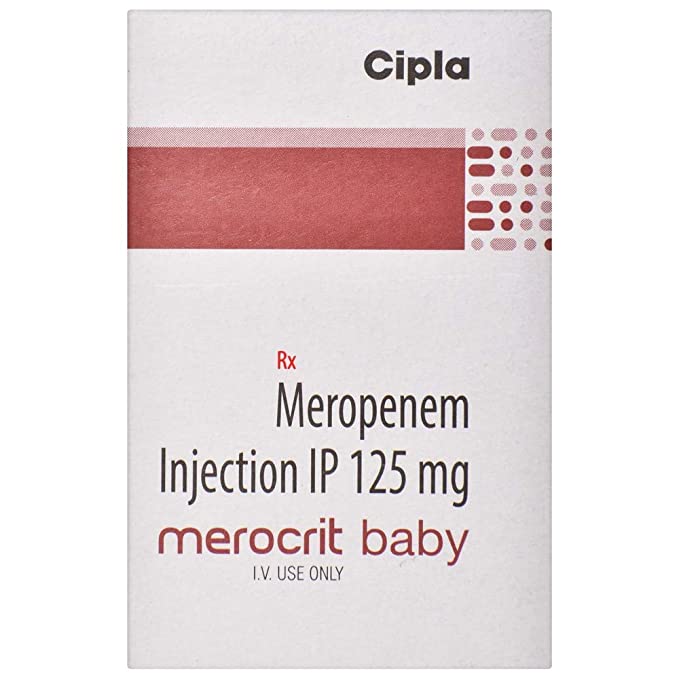 Cipla
Rx
Meropenem
Injection IP 125 mg
merocrit baby
I.V. USE ONLY